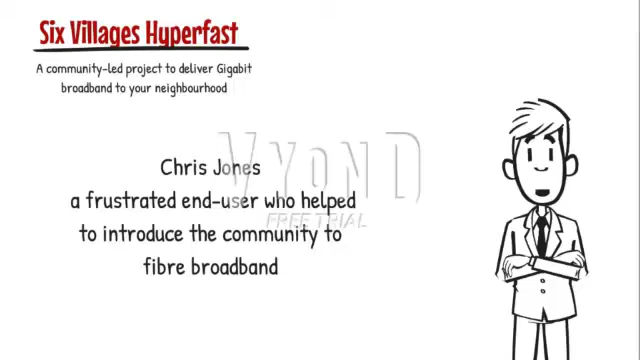 Six Villages Hyperfast
A community-led project to deliver Gigabit
broadband to your neighbourhood
VYOND
FREE TRIAL
Chris Jones
a frustrated end-user who helped
to introduce the community to
fibre broadband